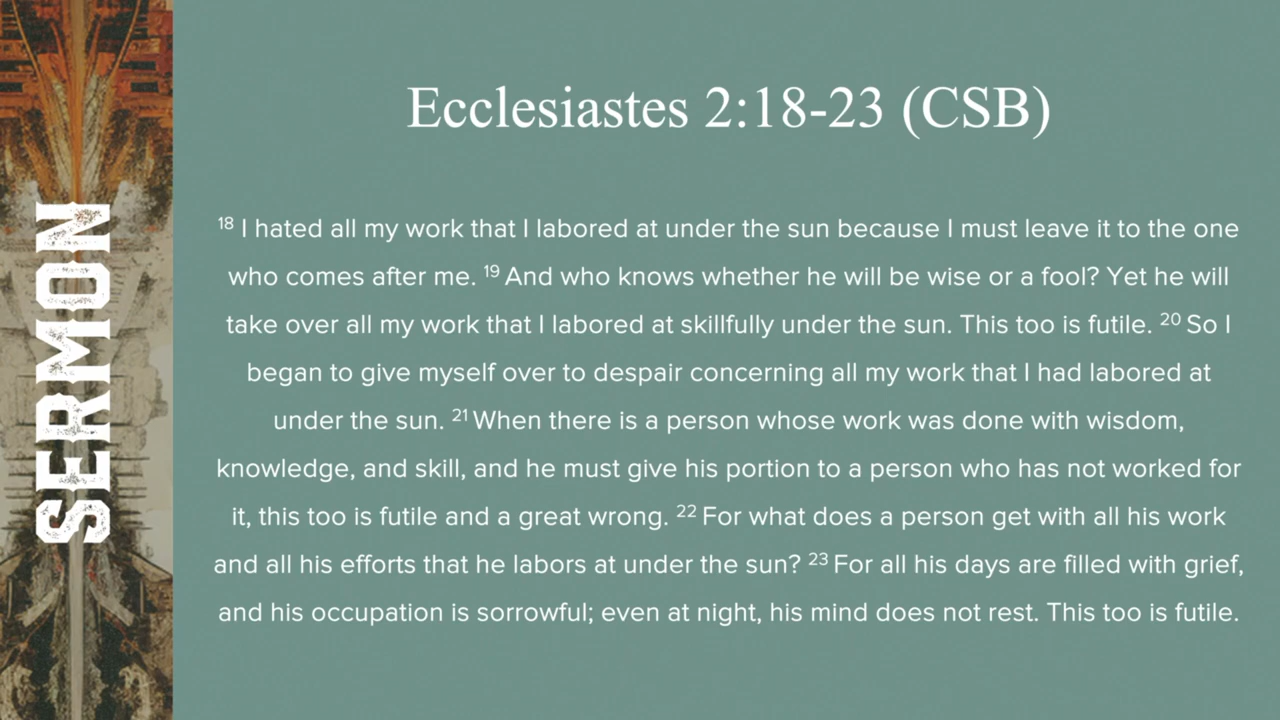 SERMON
Ecclesiastes 2:18-23 (CSB)
18 I hated all my work that I labored at under the sun because I must leave it to the one
who comes after me. 19 And who knows whether he will be wise or a fool? Yet he will
take over all my work that I labored at skillfully under the sun. This too is futile. 20 So I
began to give myself over to despair concerning all my work that I had labored at
under the sun. 21 When there is a person whose work was done with wisdom,
knowledge, and skill, and he must give his portion to a person who has not worked for
it, this too is futile and a great wrong. 22 For what does a person get with all his work
and all his efforts that he labors at under the sun? 23 For all his days are filled with grief,
and his occupation is sorrowful; even at night, his mind does not rest. This too is futile.